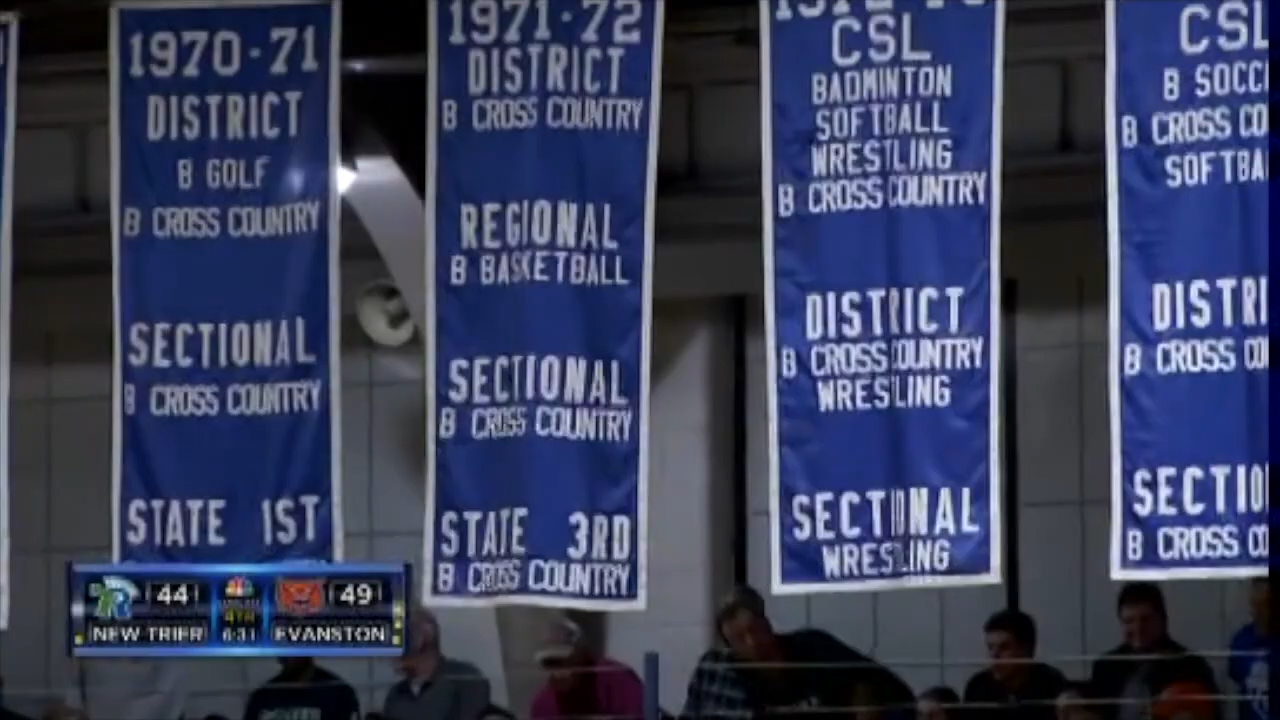 1970-71
DISTRICT
B GOLF
B CROSS COUNTRY
SECTIONAL
B CROSS COUNTRY
STATE 1ST
1971-72
DISTRICT
B CROSS COUNTRY
REGIONAL
B BASKETBALL
SECTIONAL
B CROSS COUNTRY
STATE 3RD
B CROSS COUNTRY
CSL
BADMINTON
SOFTBALL
WRESTLING
B CROSS COUNTRY
DISTRICT
B CROSS COUNTRY
WRESTLING
SECTIONAL
WRESTLING
CSL
B SOCC
B CROSS CO
SOFTBA
DISTRI
B CROSS CO
SECTIO
B CROSS CO
44 4TH 49
NEW TRIER 6:31 EVANSTON